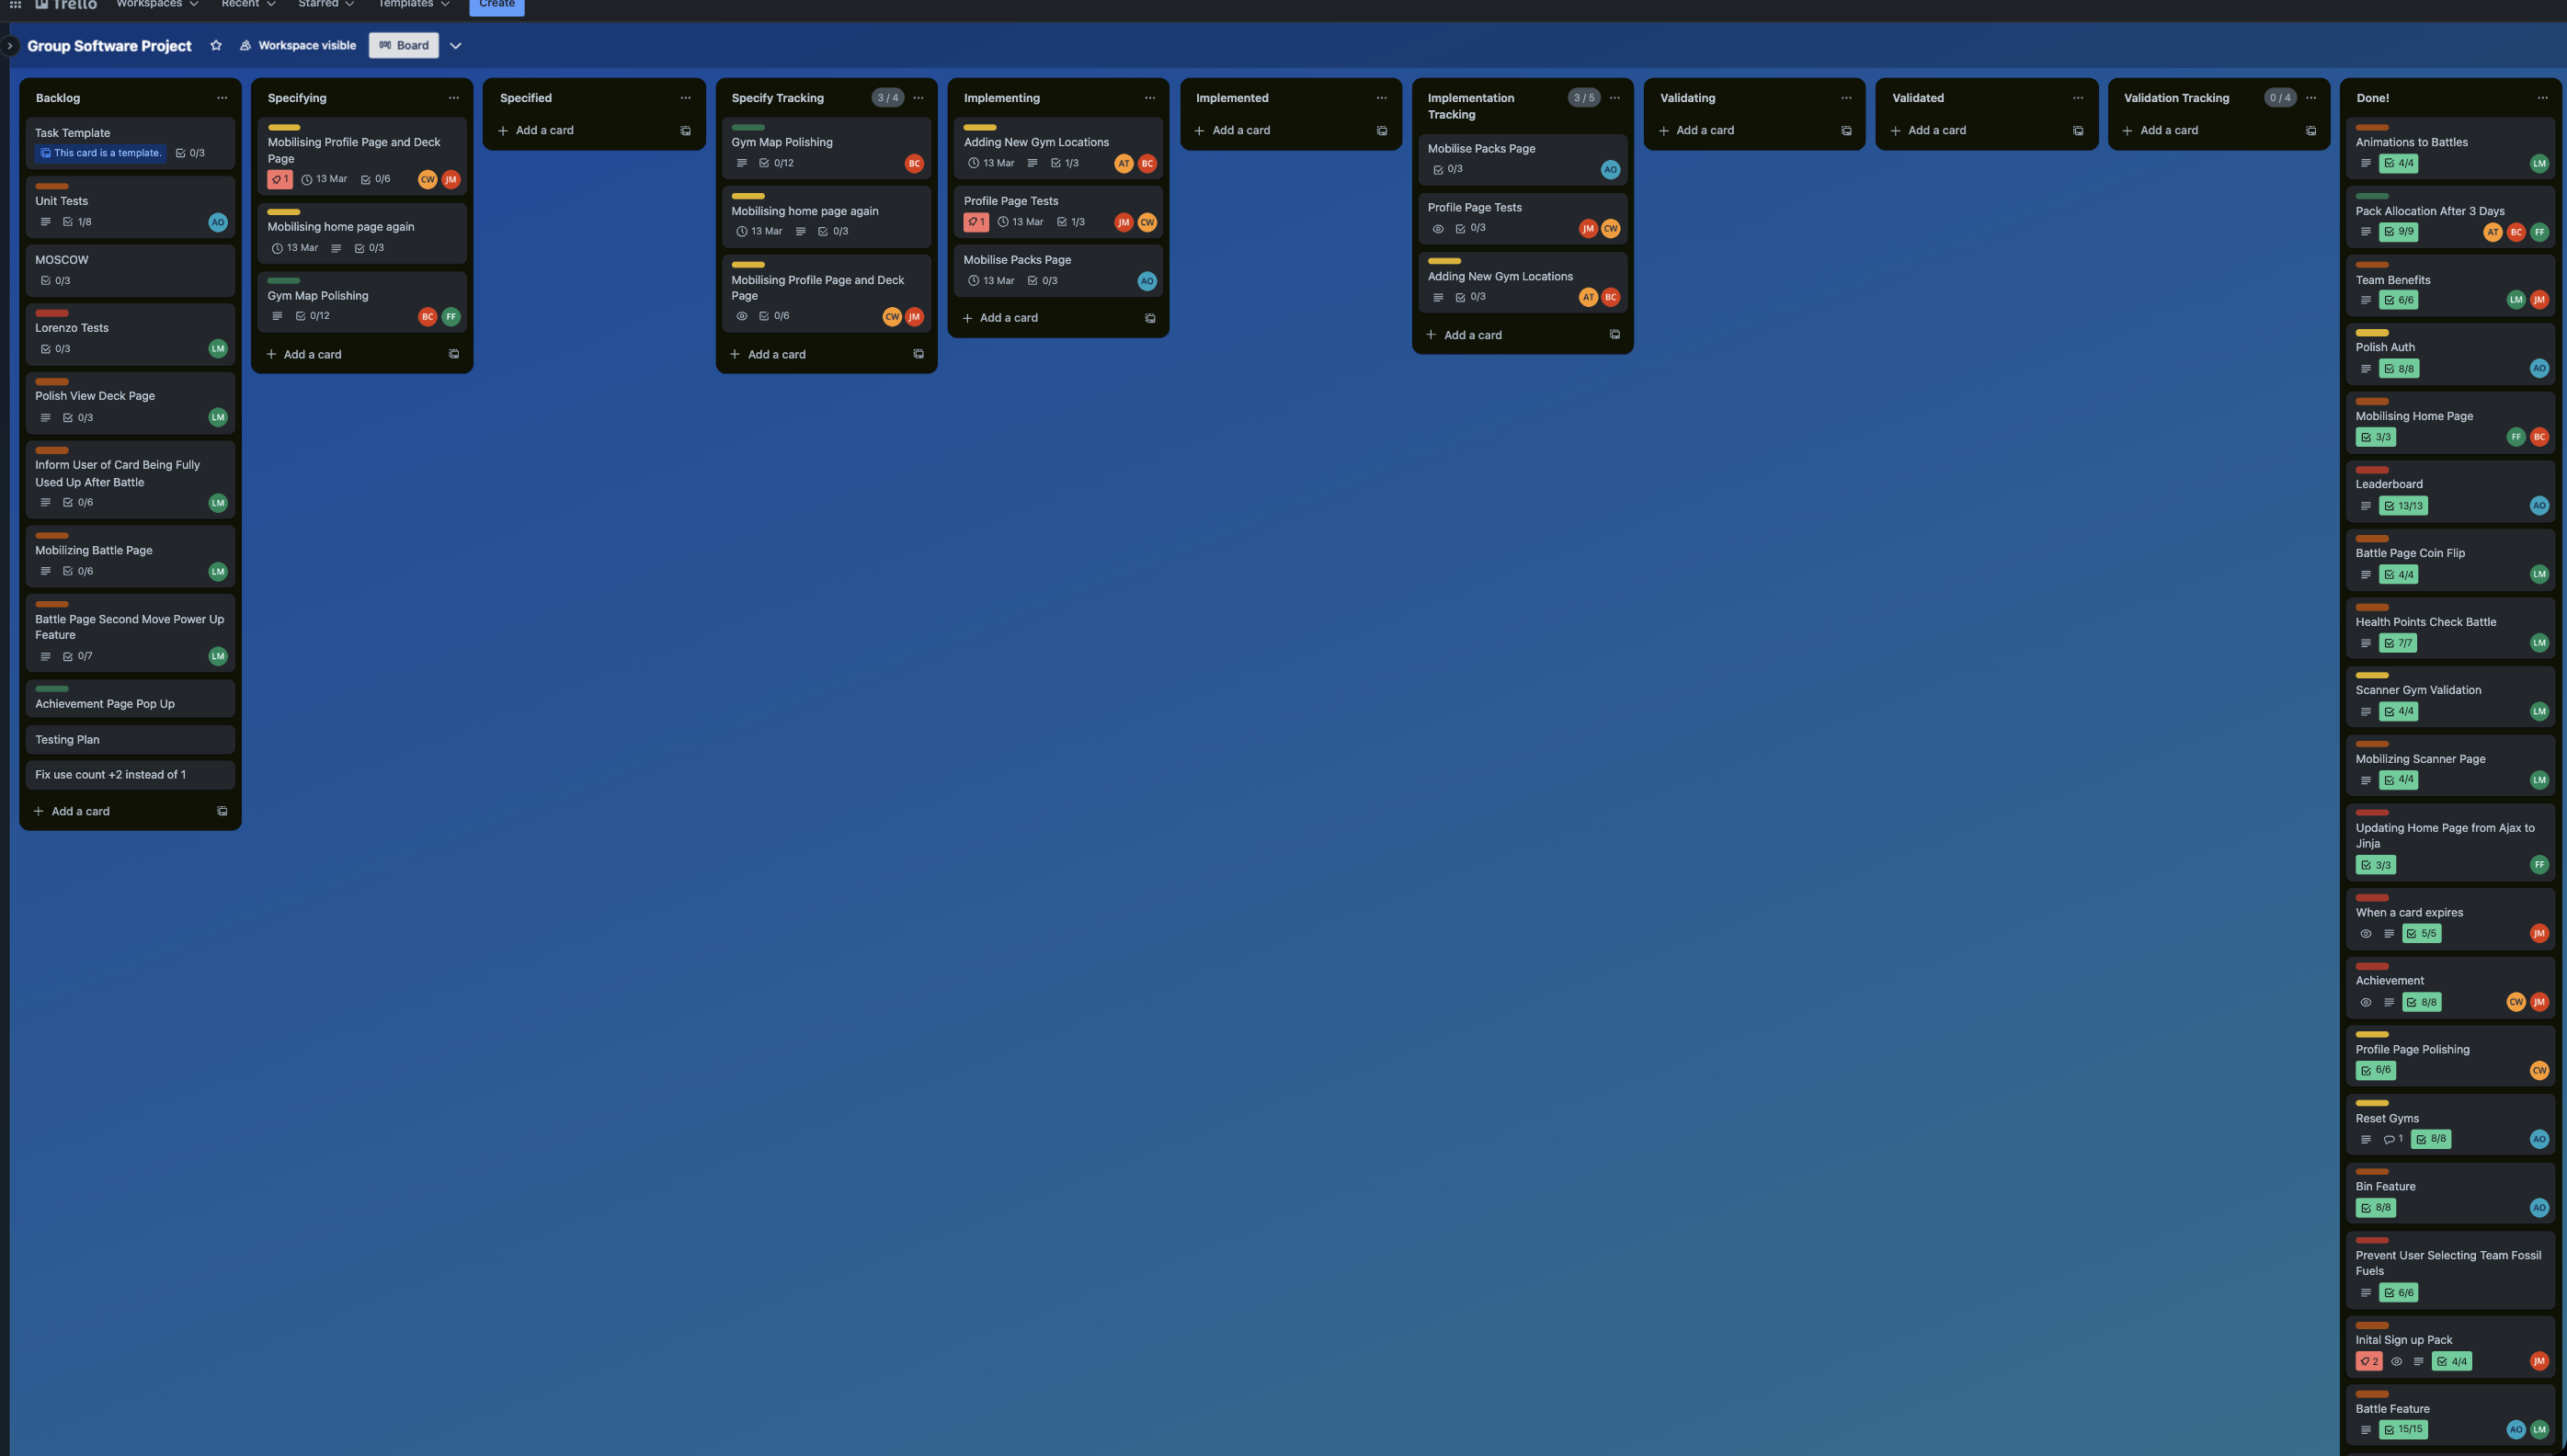 Trello Workspaces Recent Starred Templates Create
Group Software Project Workspace visible Board
Backlog
Task Template
This card is a template. 0/3
Unit Tests
1/8 AO
MOSCOW
0/3
Lorenzo Tests
0/3 LM
Polish View Deck Page
0/3 LM
Inform User of Card Being Fully
Used Up After Battle
0/6 LM
Mobilizing Battle Page
0/6 LM
Battle Page Second Move Power Up
Feature
0/7 LM
Achievement Page Pop Up
Testing Plan
Fix use count +2 instead of 1
+ Add a card
Specifying
Mobilising Profile Page and Deck
Page
1 13 Mar 0/6 CW JM
Mobilising home page again
13 Mar 0/3
Gym Map Polishing
0/12 BC FF
+ Add a card
Specified
+ Add a card
Specify Tracking 3 / 4
Gym Map Polishing
0/12 BC
Mobilising home page again
13 Mar 0/3
Mobilising Profile Page and Deck
Page
0/6 CW JM
+ Add a card
Implementing
Adding New Gym Locations
13 Mar 1/3 AT BC
Profile Page Tests
1 13 Mar 1/3 JM CW
Mobilise Packs Page
13 Mar 0/3 AO
+ Add a card
Implemented
+ Add a card
Implementation 3 / 5
Tracking
Mobilise Packs Page
0/3 AO
Profile Page Tests
0/3 JM CW
Adding New Gym Locations
0/3 AT BC
+ Add a card
Validating
+ Add a card
Validated
+ Add a card
Validation Tracking 0 / 4
+ Add a card
Done!
Animations to Battles
4/4 LM
Pack Allocation After 3 Days
9/9 AT BC FF
Team Benefits
6/6 LM JM
Polish Auth
8/8 AO
Mobilising Home Page
3/3 FF BC
Leaderboard
13/13 AO
Battle Page Coin Flip
4/4 LM
Health Points Check Battle
7/7 LM
Scanner Gym Validation
4/4 LM
Mobilizing Scanner Page
4/4 LM
Updating Home Page from Ajax to
Jinja
3/3 FF
When a card expires
5/5 JM
Achievement
8/8 CW JM
Profile Page Polishing
6/6 CW
Reset Gyms
1 8/8 AO
Bin Feature
8/8 AO
Prevent User Selecting Team Fossil
Fuels
6/6
Inital Sign up Pack
2 4/4 JM
Battle Feature
15/15 AO LM